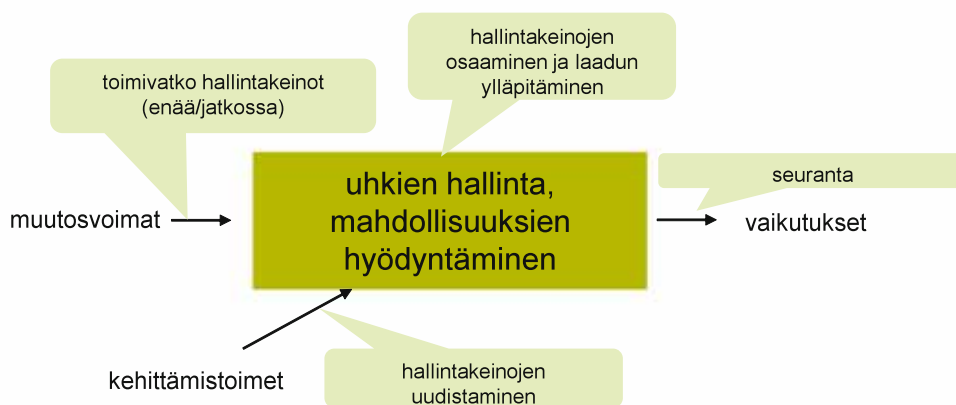 hallintakeinojen
osaaminen ja laadun
ylläpitäminen
toimivatko hallintakeinot
(enää/jatkossa)
uhkien hallinta,
mahdollisuuksien
hyödyntäminen
seuranta
muutosvoimat
vaikutukset
kehittämistoimet
hallintakeinojen
uudistaminen